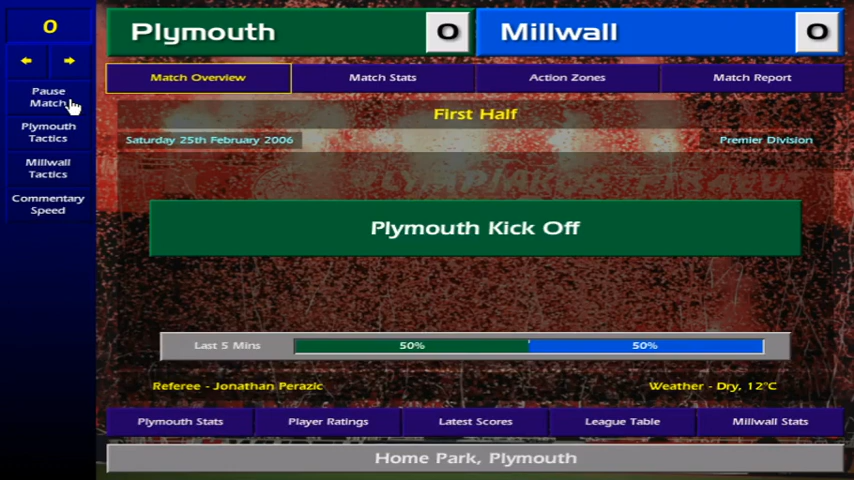 0
Pause
Match
Plymouth
Tactics
Millwall
Tactics
Commentary
Speed
Plymouth 0 Millwall 0
Match Overview Match Stats Action Zones Match Report
First Half
Saturday 25th February 2006 Premier Division
Plymouth Kick Off
Last 5 Mins 50% 50%
Referee - Jonathan Perazic Weather - Dry, 12°C
Plymouth Stats Player Ratings Latest Scores League Table Millwall Stats
Home Park, Plymouth